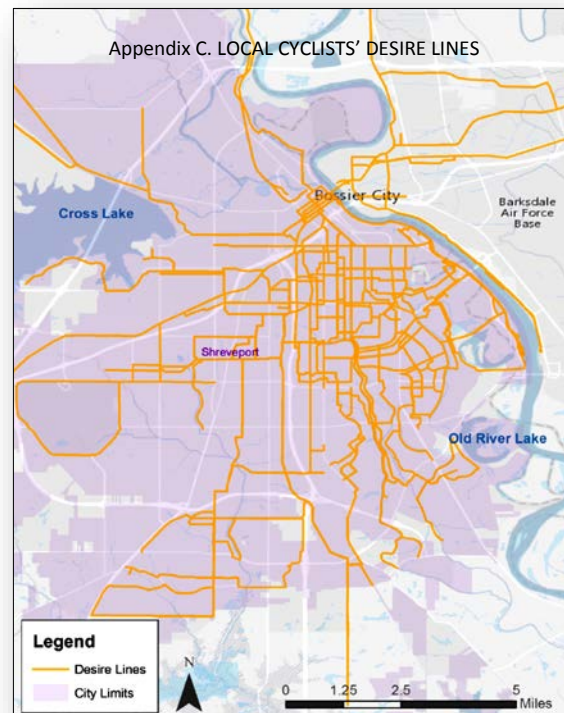 Appendix C. LOCAL CYCLISTS' DESIRE LINES
Bossier City
Cross Lake
Barksdale
Air Force
Base
Shreveport
Old River Lake
Legend
Desire Lines
City Limits
N
0 1.25 2.5 5
Miles